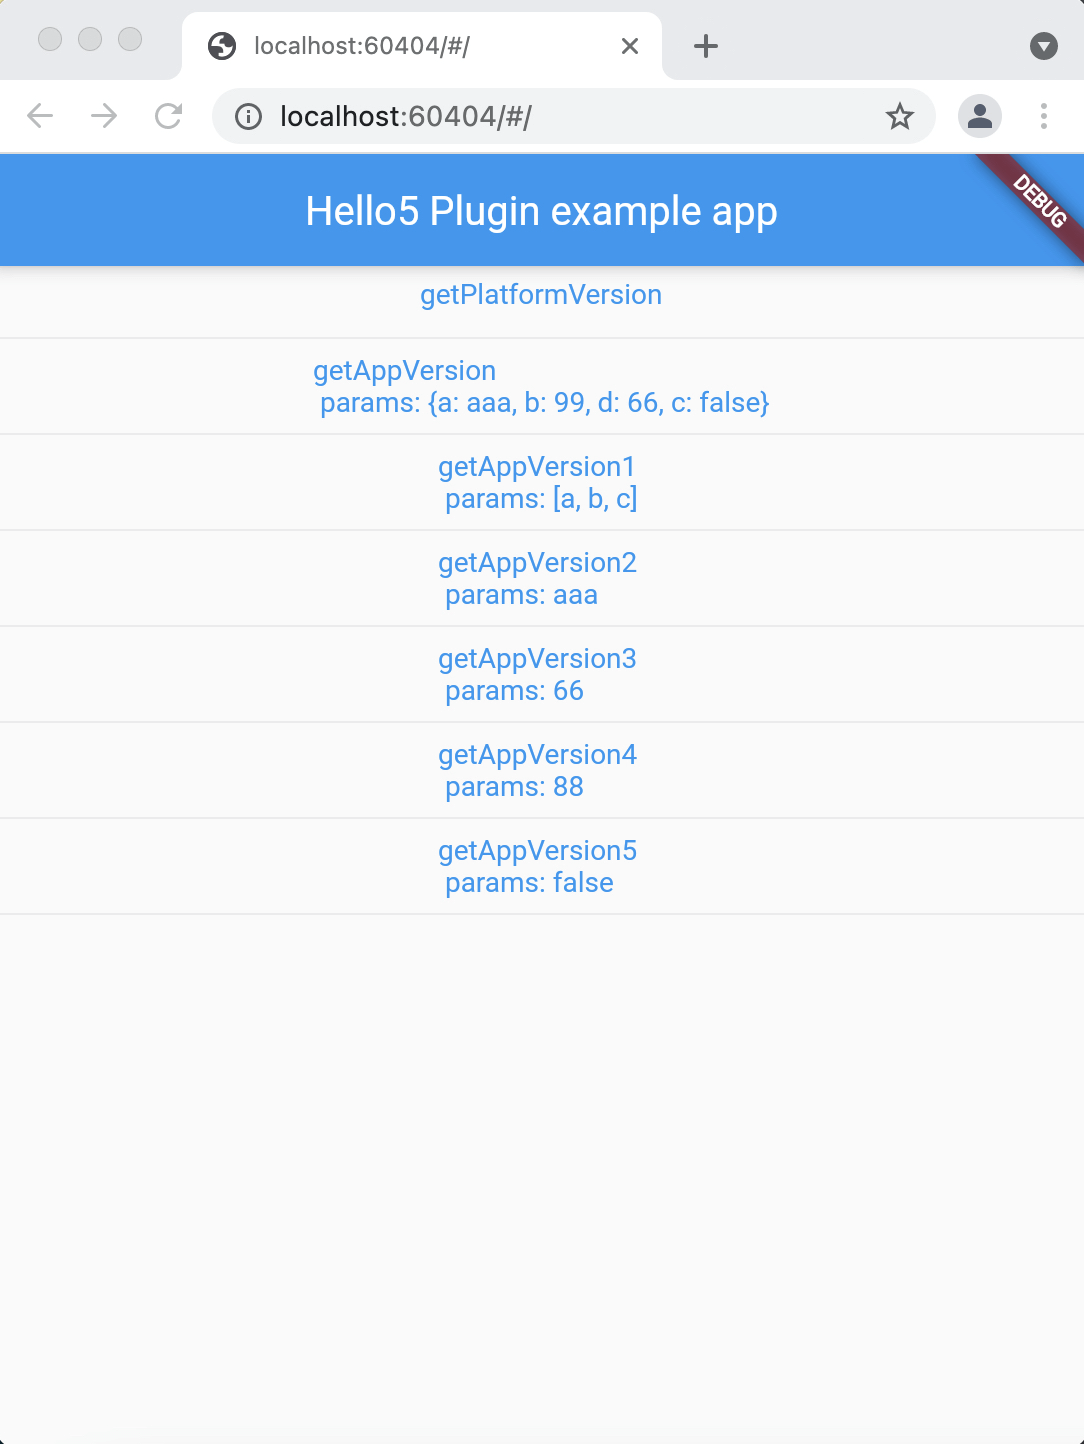 localhost:60404/#/
localhost:60404/#/
Hello5 Plugin example app
DEBUG
getPlatformVersion
getAppVersion
params: {a: aaa, b: 99, d: 66, c: false}
getAppVersion1
params: [a, b, c]
getAppVersion2
params: aaa
getAppVersion3
params: 66
getAppVersion4
params: 88
getAppVersion5
params: false